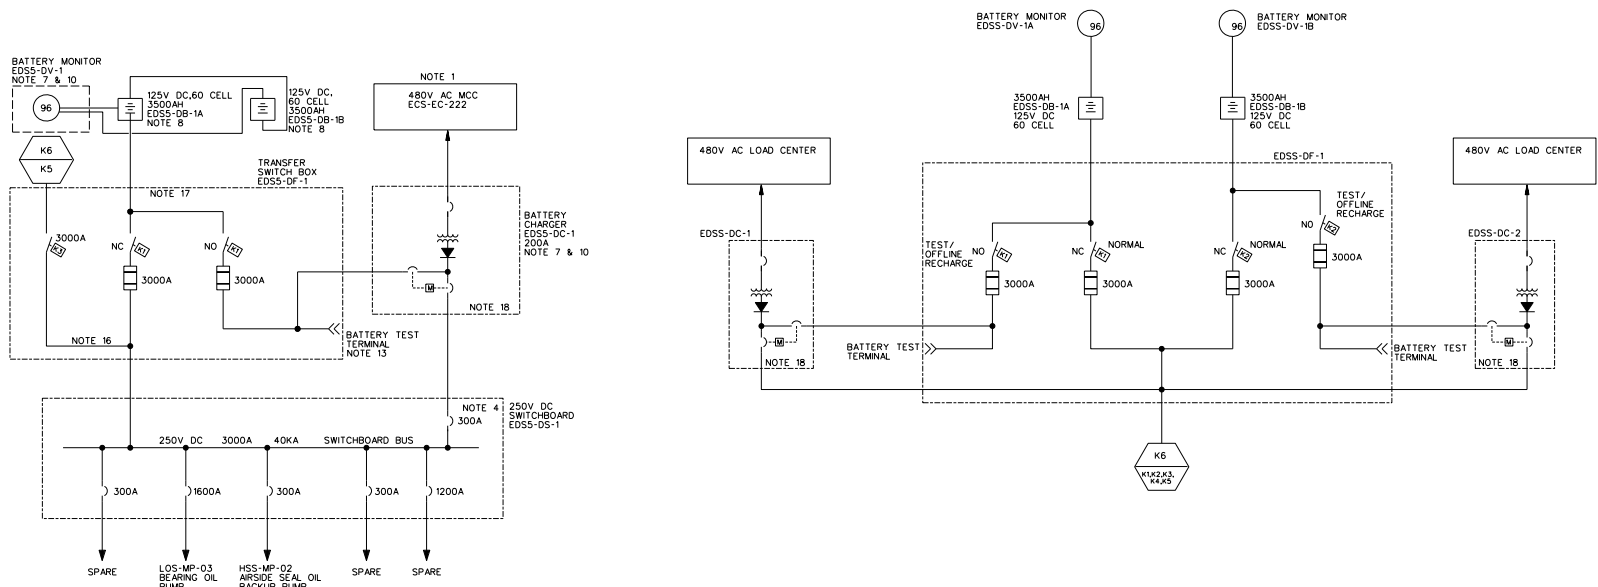 BATTERY MONITOR
EDS5-DV-1
NOTE 7 & 10
96
125V DC,60 CELL
3500AH
EDS5-DB-1A
NOTE 8
125V DC,
60 CELL
3500AH
EDS5-DB-1B
NOTE 8
NOTE 1
480V AC MCC
ECS-EC-222
K6
K5
TRANSFER
SWITCH BOX
EDS5-DF-1
NOTE 17
3000A
K3
NC
K1
3000A
NO
K1
3000A
BATTERY
CHARGER
EDS5-DC-1
200A
NOTE 7 & 10
M
NOTE 18
NOTE 16
BATTERY TEST
TERMINAL
NOTE 13
NOTE 4
250V DC
SWITCHBOARD
EDS5-DS-1
300A
250V DC 3000A 40KA SWITCHBOARD BUS
300A
1600A
300A
300A
1200A
SPARE
LOS-MP-03
BEARING OIL
PUMP
HSS-MP-02
AIRSIDE SEAL OIL
BACKUP PUMP
SPARE
SPARE
BATTERY MONITOR
EDSS-DV-1A
96
96
BATTERY MONITOR
EDSS-DV-1B
3500AH
EDSS-DB-1A
125V DC
60 CELL
3500AH
EDSS-DB-1B
125V DC
60 CELL
480V AC LOAD CENTER
480V AC LOAD CENTER
EDSS-DF-1
EDSS-DC-1
TEST/
OFFLINE
RECHARGE
NO
K1
3000A
NC
NORMAL
K1
3000A
NC
NORMAL
K2
3000A
TEST/
OFFLINE
RECHARGE
NO
K2
3000A
EDSS-DC-2
M
NOTE 18
BATTERY TEST
TERMINAL
BATTERY TEST
TERMINAL
M
NOTE 18
K6
K1,K2,K3,
K4,K5